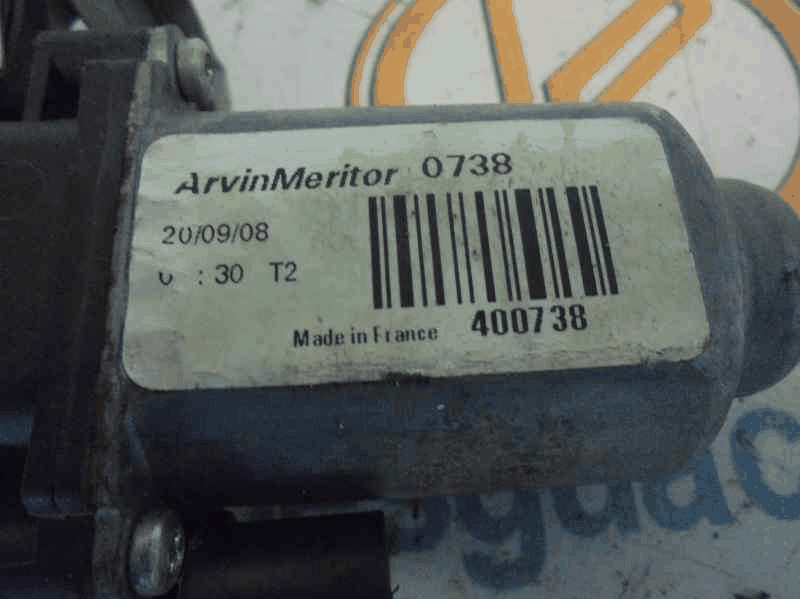 ArvinMeritor 0738
20/09/08
: 30 T2
Made in France 400738